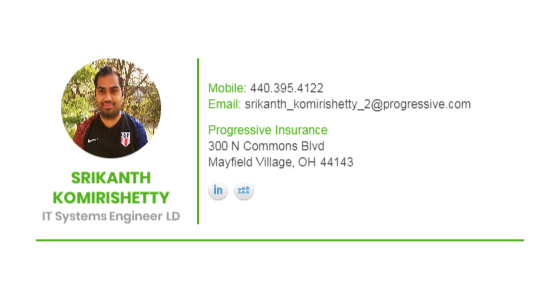 SRIKANTH
KOMIRISHETTY
IT Systems Engineer LD
Mobile: 440.395.4122
Email: srikanth_komirishetty_2@progressive.com
Progressive Insurance
300 N Commons Blvd
Mayfield Village, OH 44143
in